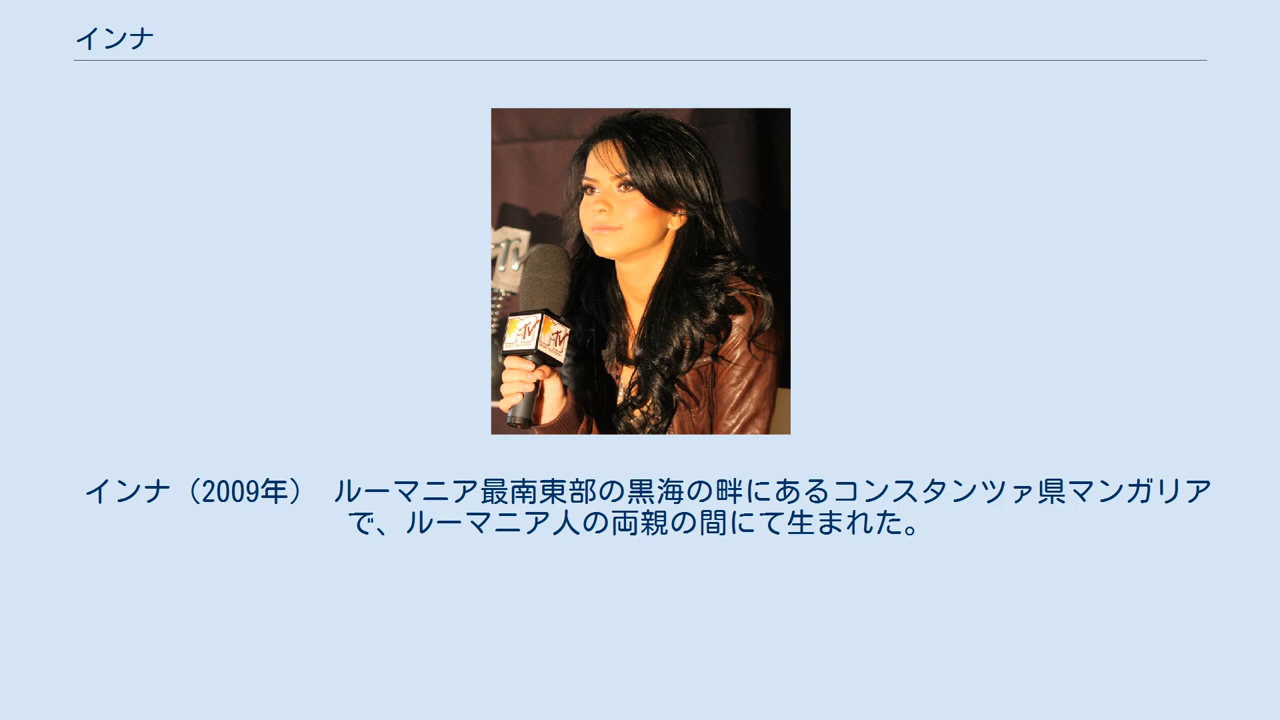 インナ
インナ（2009年） ルーマニア最南東部の黒海の畔にあるコンスタンツァ県マンガリア
で、ルーマニア人の両親の間にて生まれた。
MTV
MTV